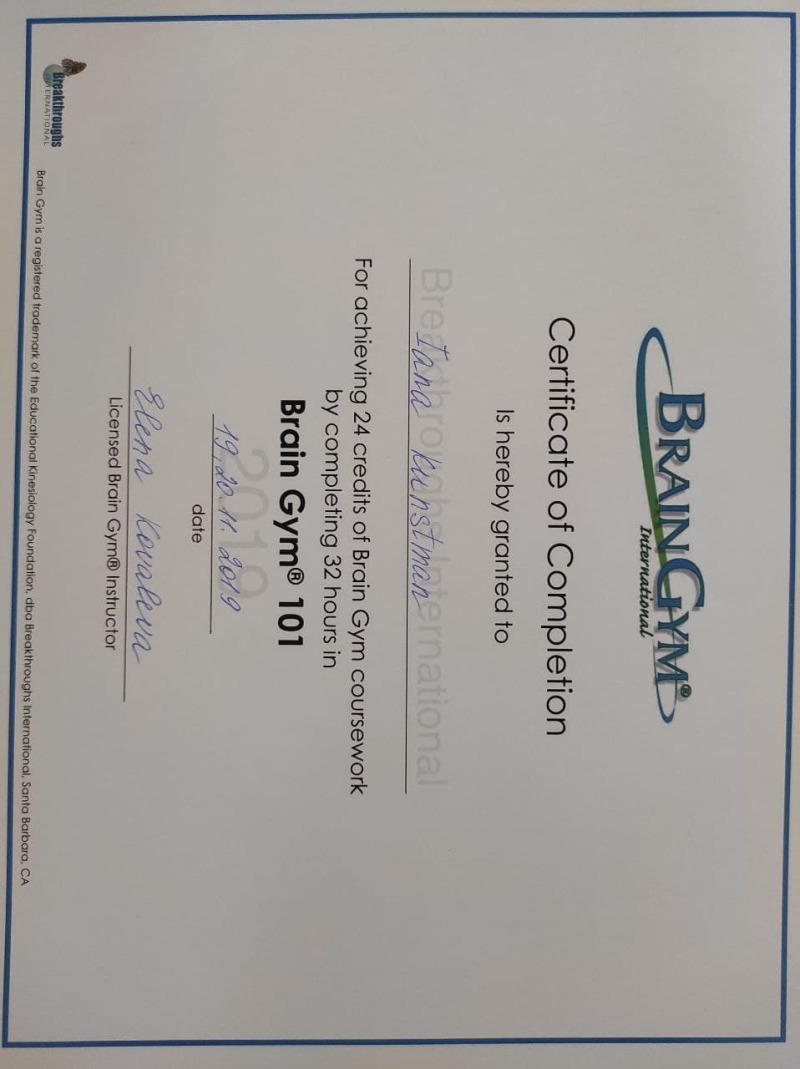 BRAIN GYM®
International
Certificate of Completion
Is hereby granted to
Breakthroughs International
Iana Kunstman
For achieving 24 credits of Brain Gym coursework
by completing 32 hours in
Brain Gym® 101
2019
19, 20. 11. 2019
date
Elena Kovaleva
Licensed Brain Gym® Instructor
Breakthroughs
INTERNATIONAL
Brain Gym is a registered trademark of the Educational Kinesiology Foundation, dba Breakthroughs International, Santa Barbara, CA